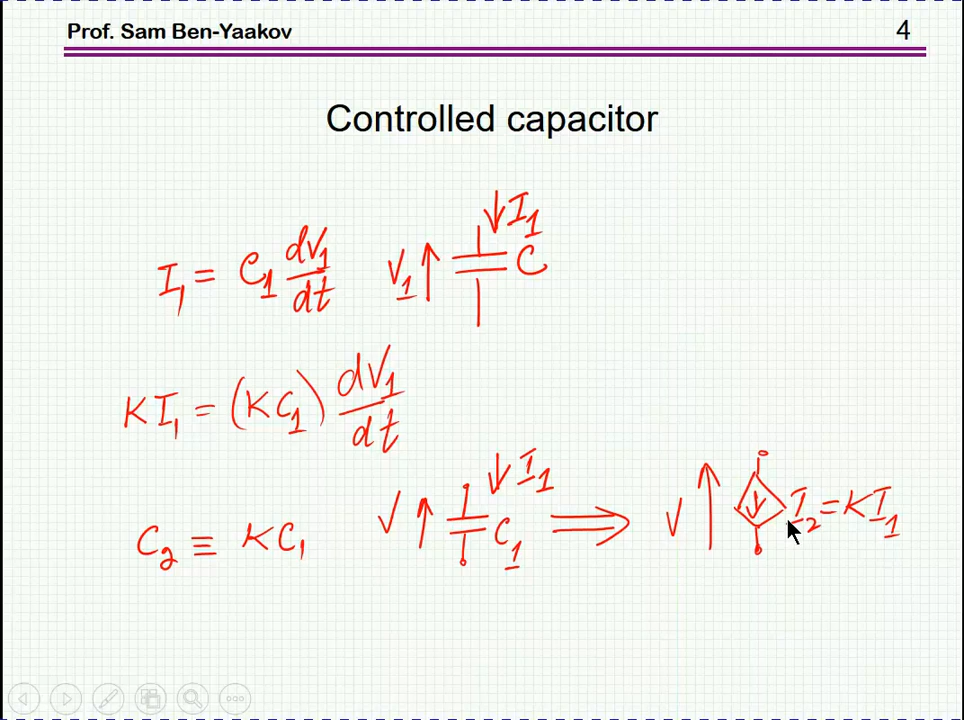 Prof. Sam Ben-Yaakov 4
Controlled capacitor
I₁ = C₁ dV₁/dt V₁ ↑ ↓ I₁ C
KI₁ = (KC₁) dV₁/dt
C₂ ≡ KC₁ V ↑ ↓ I₁ C₁ ⇒ V ↑ ↓ I₂ = KI₁